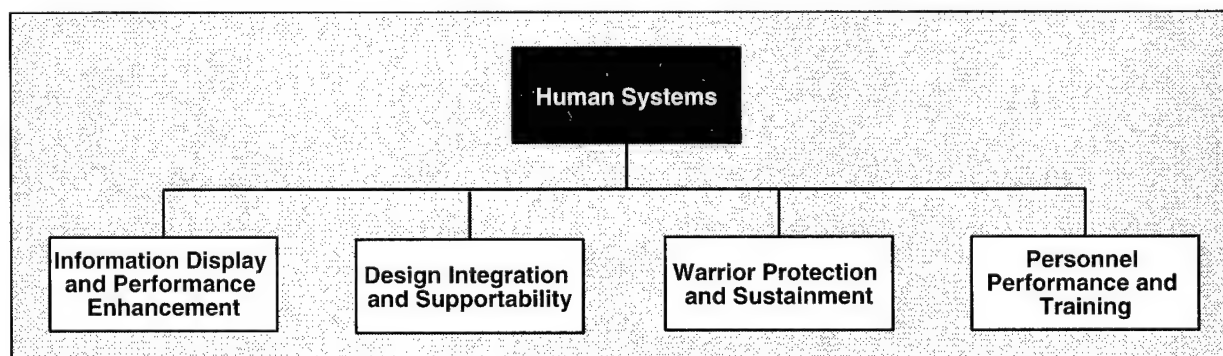 Human Systems
Information Display
and Performance
Enhancement
Design Integration
and Supportability
Warrior Protection
and Sustainment
Personnel
Performance and
Training